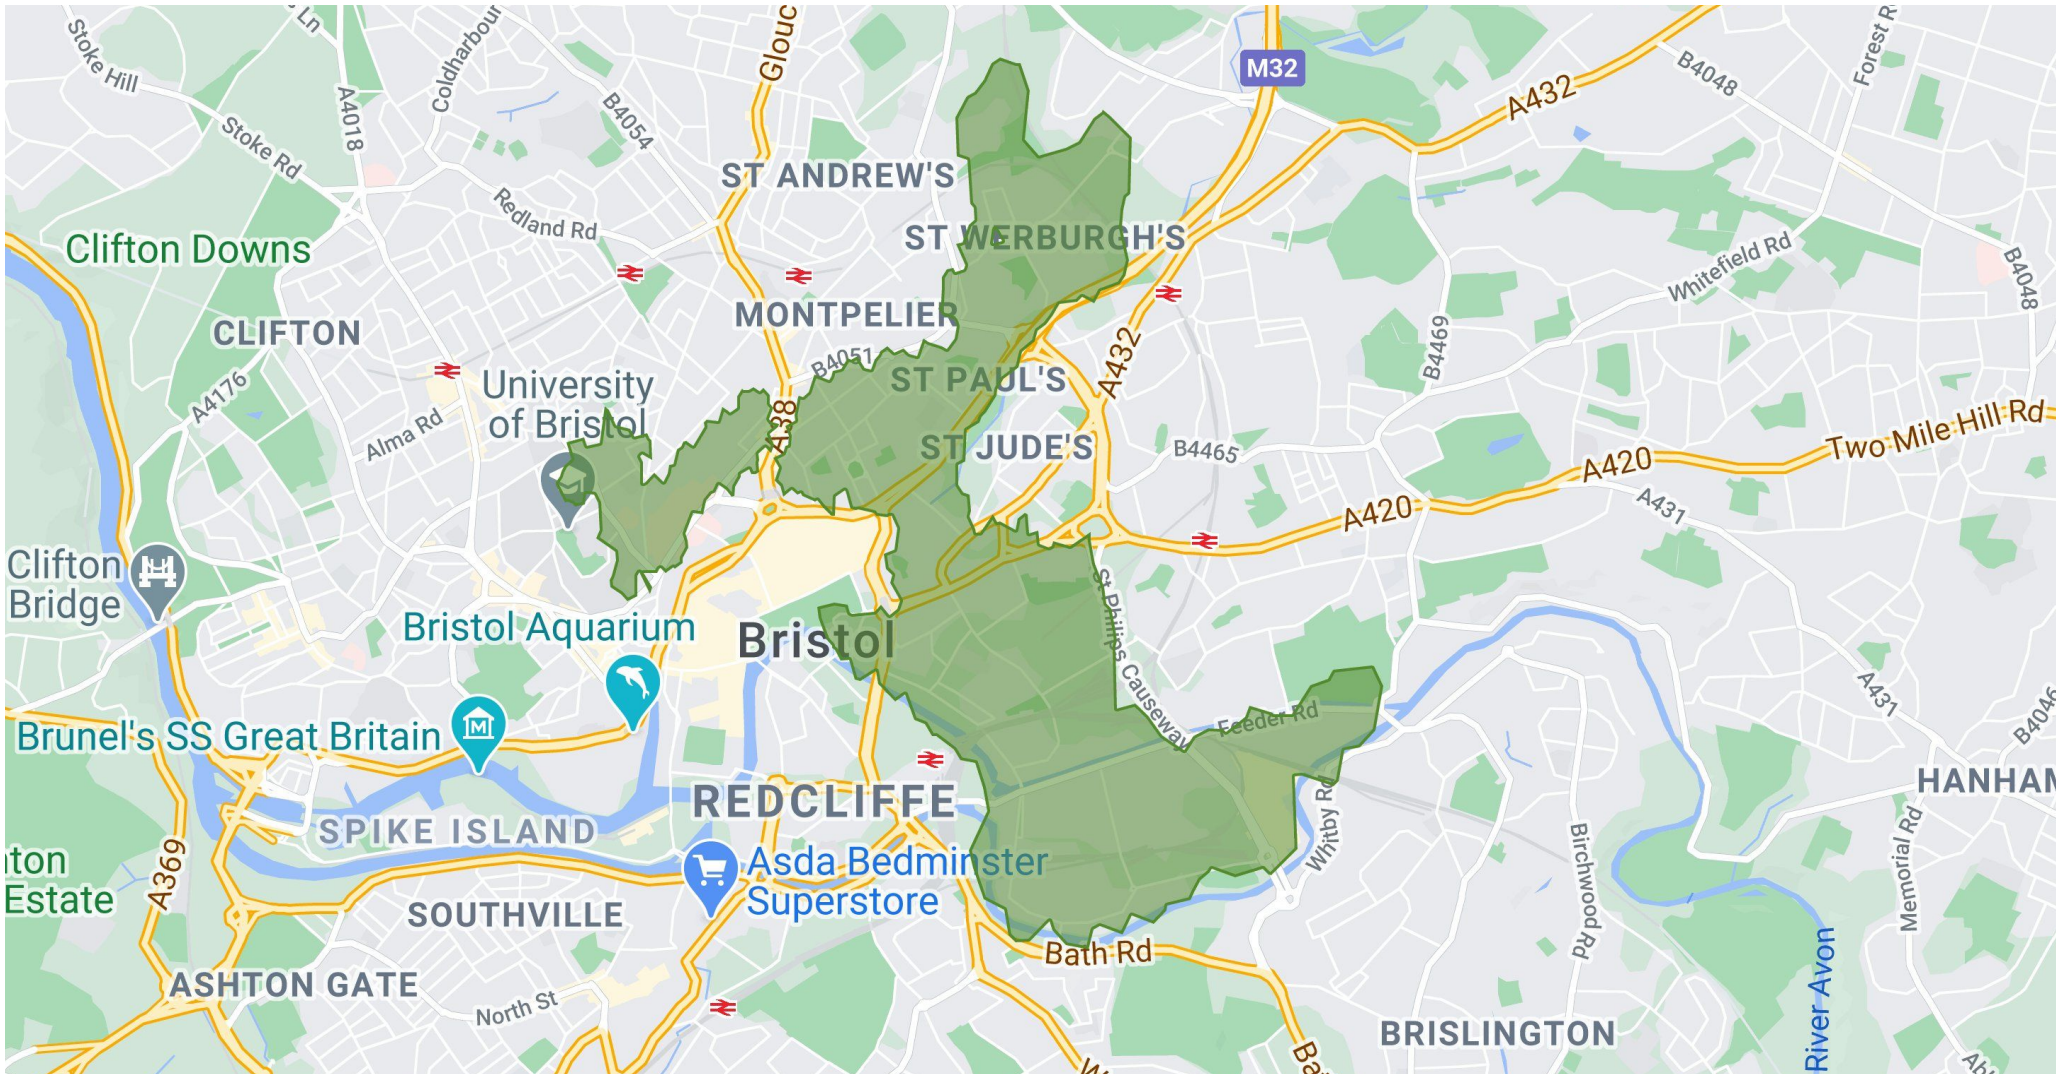 Stoke Hill
Ln
A4018
Coldharbour
Glouc
M32
A432
B4048
Forest R
Stoke Rd
B4054
ST ANDREW'S
Redland Rd
Clifton Downs
ST WERBURGH'S
Whitefield Rd
B4048
CLIFTON
MONTPELIER
B4051
A432
B4469
A4176
University
of Bristol
ST PAUL'S
Alma Rd
A38
ST JUDE'S
B4465
A420
A420
Two Mile Hill Rd
A431
Clifton
Bridge
St Philips Causeway
Bristol Aquarium
Bristol
A431
B4046
Feeder Rd
Brunel's SS Great Britain
M
HANHAM
REDCLIFFE
SPIKE ISLAND
Whitby Rd
Birchwood Rd
Memorial Rd
ton
Estate
A369
Asda Bedminster
Superstore
SOUTHVILLE
Bath Rd
River Avon
ASHTON GATE
North St
BRISLINGTON
Ba
W
Ab